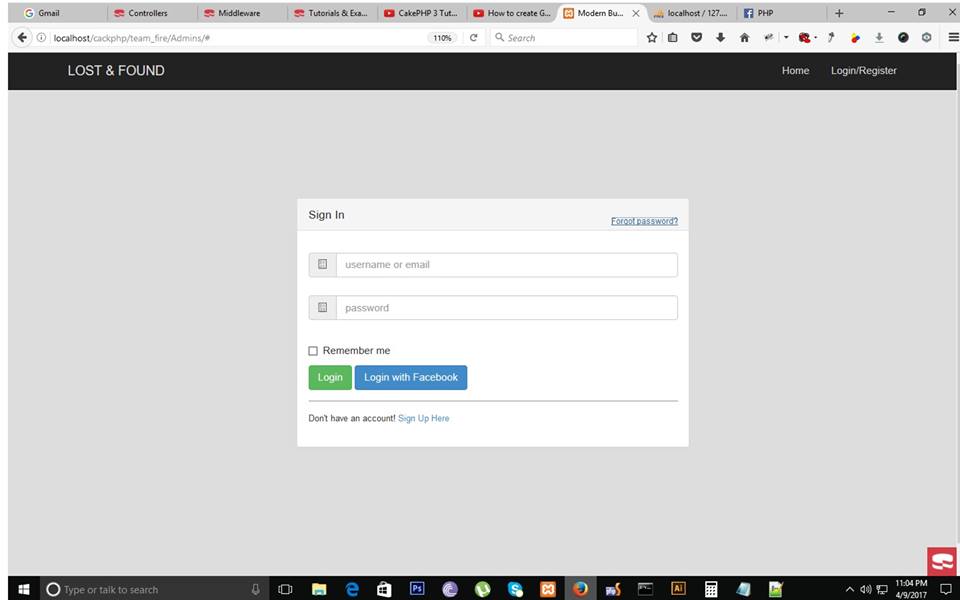 Gmail
Controllers
Middleware
Tutorials & Exa...
CakePHP 3 Tut...
How to create G...
Modern Bu...
localhost / 127....
PHP
localhost/cackphp/team_fire/Admins/#
110%
Search
LOST & FOUND
Home
Login/Register
Sign In
Forgot password?
username or email
password
Remember me
Login
Login with Facebook
Don't have an account! Sign Up Here
Type or talk to search
Ps
Ai
11:04 PM
4/9/2017